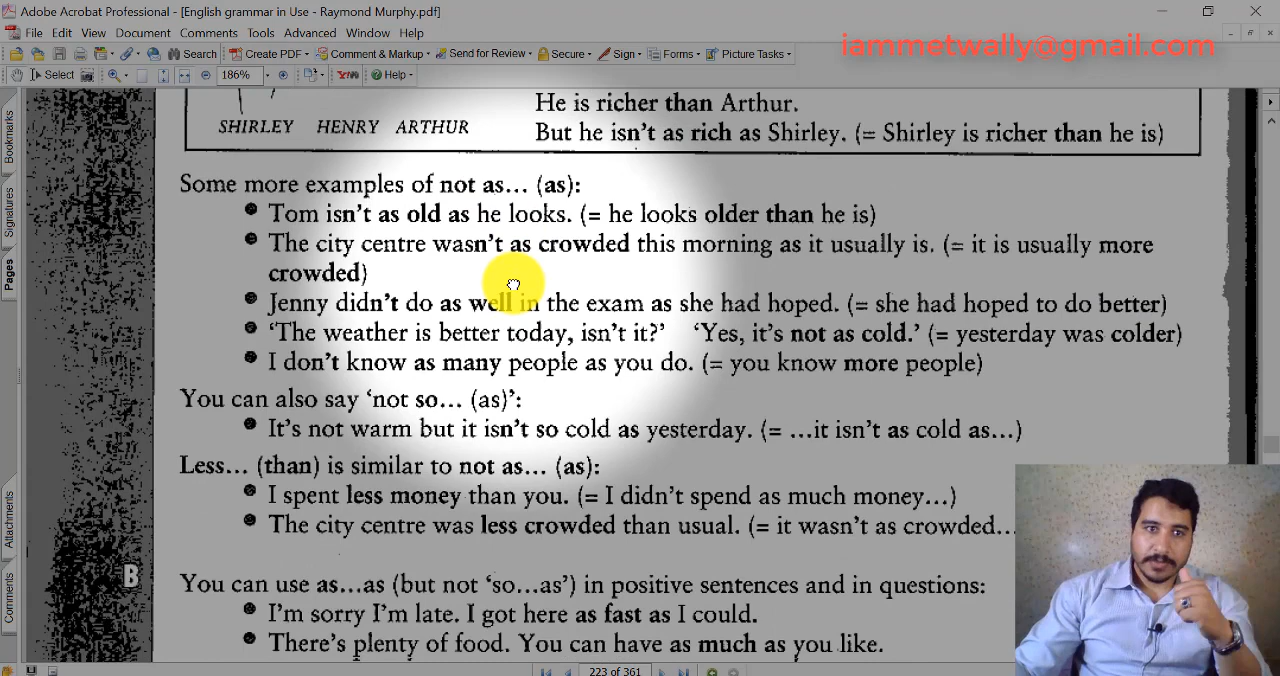 Adobe Acrobat Professional - [English grammar in Use - Raymond Murphy.pdf]
File Edit View Document Comments Tools Advanced Window Help
iammetwally@gmail.com
Search Create PDF Comment & Markup Send for Review Secure Sign Forms Picture Tasks
Select 186% Help
Bookmarks
Signatures
Pages
Attachments
Comments
He is richer than Arthur.
SHIRLEY HENRY ARTHUR
But he isn't as rich as Shirley. (= Shirley is richer than he is)
Some more examples of not as... (as):
Tom isn't as old as he looks. (= he looks older than he is)
The city centre wasn't as crowded this morning as it usually is. (= it is usually more
crowded)
Jenny didn't do as well in the exam as she had hoped. (= she had hoped to do better)
'The weather is better today, isn't it?' 'Yes, it's not as cold.' (= yesterday was colder)
I don't know as many people as you do. (= you know more people)
You can also say 'not so... (as)':
It's not warm but it isn't so cold as yesterday. (= ...it isn't as cold as...)
Less... (than) is similar to not as... (as):
I spent less money than you. (= I didn't spend as much money...)
The city centre was less crowded than usual. (= it wasn't as crowded...
B
You can use as...as (but not 'so...as') in positive sentences and in questions:
I'm sorry I'm late. I got here as fast as I could.
There's plenty of food. You can have as much as you like.
223 of 361